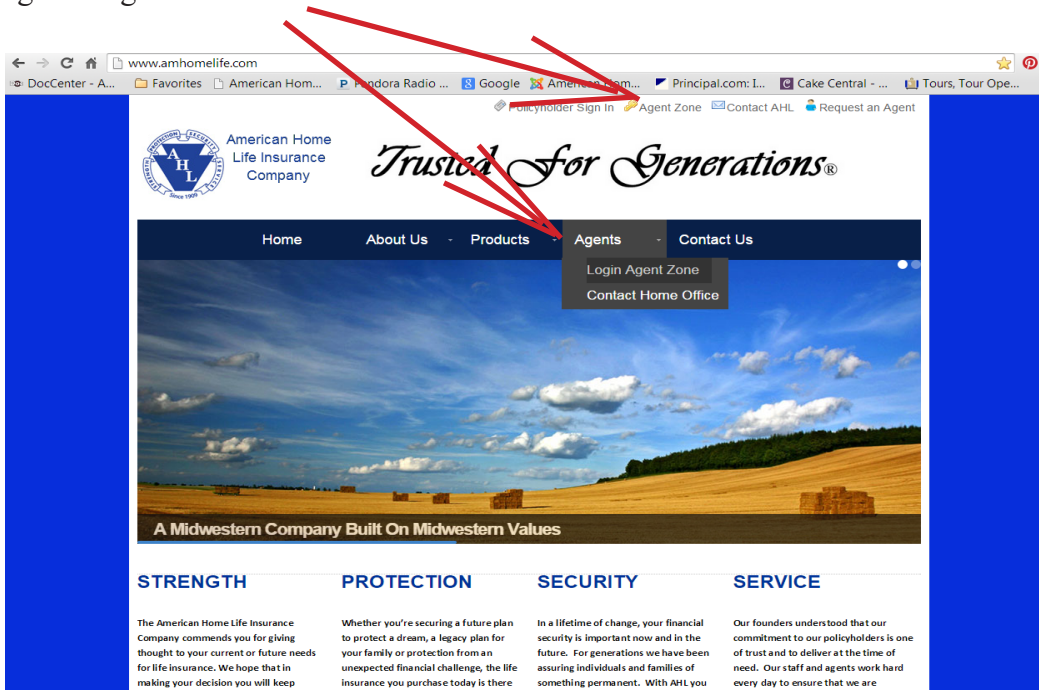 www.amhomelife.com
DocCenter - A... Favorites American Hom... Pandora Radio ... Google American Hom... Principal.com: I... Cake Central - ... Tours, Tour Ope...
Policyholder Sign In Agent Zone Contact AHL Request an Agent
PROTECTION SECURITY
STRENGTH SERVICE
AHL
Since 1909
American Home
Life Insurance
Company
Trusted For Generations®
Home About Us - Products - Agents - Contact Us
Login Agent Zone
Contact Home Office
A Midwestern Company Built On Midwestern Values
STRENGTH
The American Home Life Insurance
Company commends you for giving
thought to your current or future needs
for life insurance. We hope that in
making your decision you will keep
PROTECTION
Whether you're securing a future plan
to protect a dream, a legacy plan for
your family or protection from an
unexpected financial challenge, the life
insurance you purchase today is there
SECURITY
In a lifetime of change, your financial
security is important now and in the
future. For generations we have been
assuring individuals and families of
something permanent. With AHL you
SERVICE
Our founders understood that our
commitment to our policyholders is one
of trust and to deliver at the time of
need. Our staff and agents work hard
every day to ensure that we are